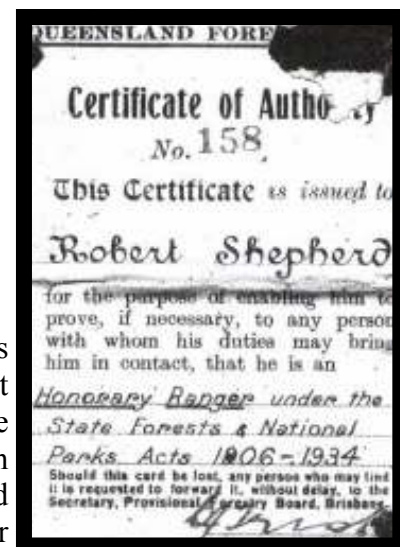 QUEENSLAND FORE
Certificate of Autho ty
No. 158.
This Certificate is issued to
Robert Shepherd
for the purpose of enabling him to
prove, if necessary, to any person
with whom his duties may bring
him in contact, that he is an
Honorary Ranger under the
State Forests & National
Parks Acts 1906-1934
Should this card be lost, any person who may find
it is requested to forward it, without delay, to the
Secretary, Provisional Forestry Board, Brisbane.
s
t
e
n
d
r